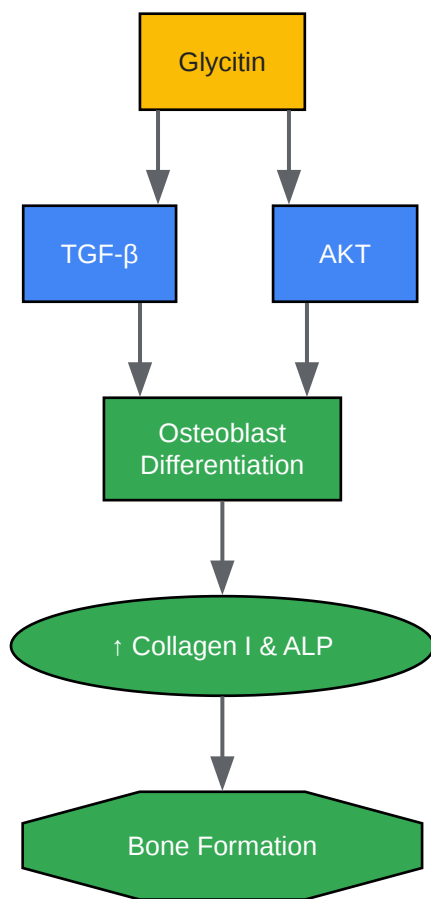 Glycitin
TGF-β
AKT
Osteoblast
Differentiation
↑ Collagen I & ALP
Bone Formation